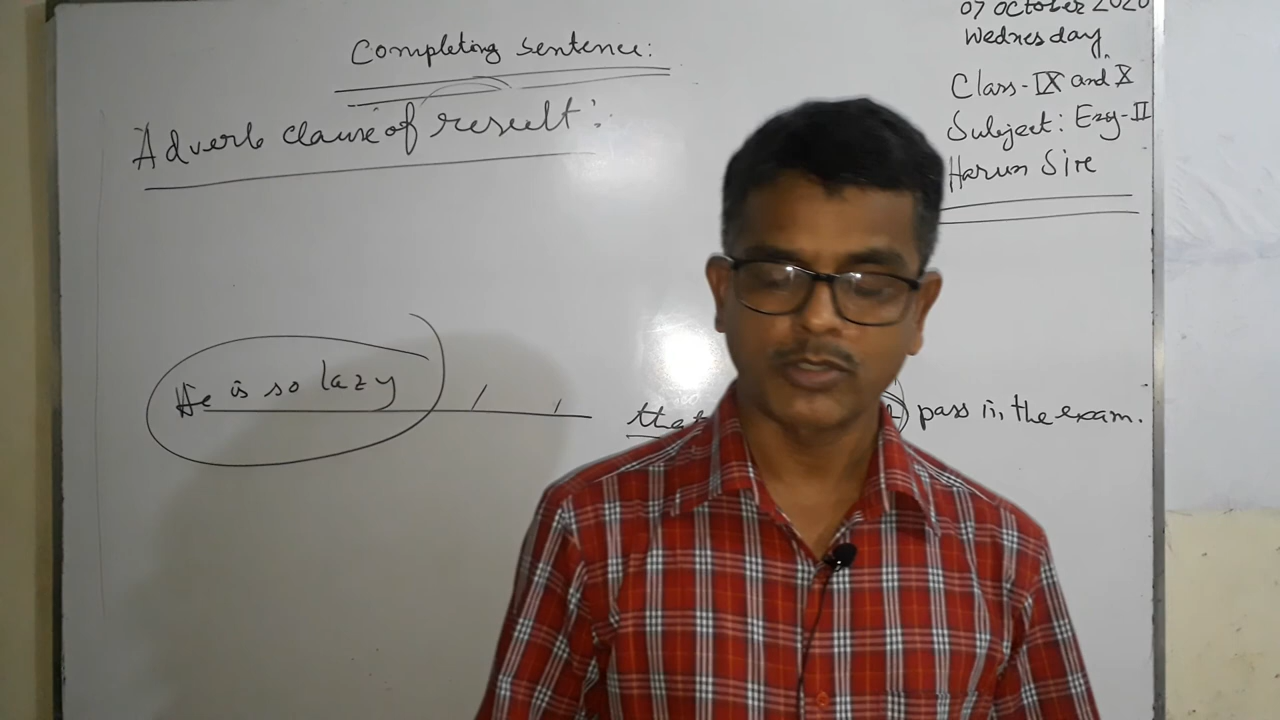 Completing sentence:
Adverb clause of result:
07 October 2020
Wednesday
Class-IX and X
Subject: Eng-II
Harun Sire
He is so lazy
pass in the exam.